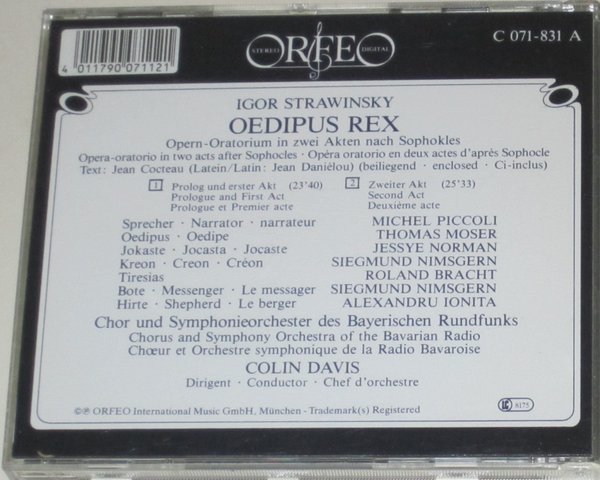 4 011790 071121
STEREO ORFEO DIGITAL
C 071-831 A
IGOR STRAWINSKY
OEDIPUS REX
Opern-Oratorium in zwei Akten nach Sophokles
Opera-oratorio in two acts after Sophocles · Opéra oratorio en deux actes d'après Sophocle
Text: Jean Cocteau (Latein/Latin: Jean Daniélou) (beiliegend · enclosed · Ci-inclus)
1 Prolog und erster Akt (23'40) 2 Zweiter Akt (25'33)
Prologue and First Act Second Act
Prologue et Premier acte Deuxième acte
Sprecher · Narrator · narrateur MICHEL PICCOLI
Oedipus · Oedipe THOMAS MOSER
Jokaste · Jocasta · Jocaste JESSYE NORMAN
Kreon · Creon · Créon SIEGMUND NIMSGERN
Tiresias ROLAND BRACHT
Bote · Messenger · Le messager SIEGMUND NIMSGERN
Hirte · Shepherd · Le berger ALEXANDRU IONITA
Chor und Symphonieorchester des Bayerischen Rundfunks
Chorus and Symphony Orchestra of the Bavarian Radio
Chœur et Orchestre symphonique de la Radio Bavaroise
COLIN DAVIS
Dirigent · Conductor · Chef d'orchestre
©℗ ORFEO International Music GmbH, München · Trademark(s) Registered
LC 8175